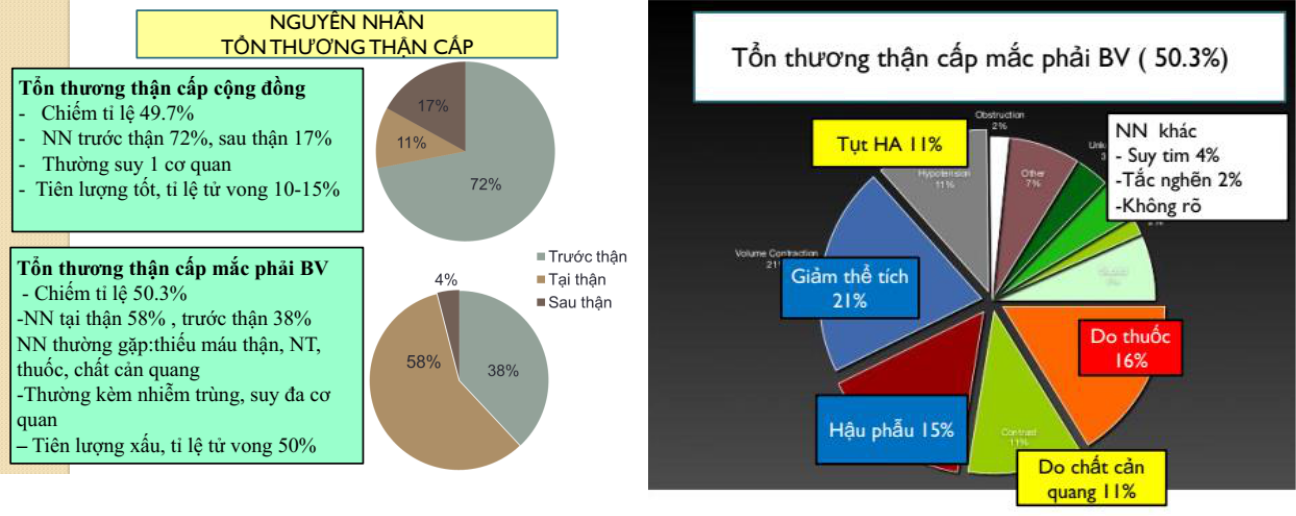 NGUYÊN NHÂN
TỔN THƯƠNG THẬN CẤP
Tổn thương thận cấp cộng đồng
- Chiếm tỉ lệ 49.7%
- NN trước thận 72%, sau thận 17%
- Thường suy 1 cơ quan
- Tiên lượng tốt, tỉ lệ tử vong 10-15%
17%
11%
72%
Tổn thương thận cấp mắc phải BV
- Chiếm tỉ lệ 50.3%
-NN tại thận 58% , trước thận 38%
NN thường gặp:thiếu máu thận, NT,
thuốc, chất cản quang
-Thường kèm nhiễm trùng, suy đa cơ
quan
– Tiên lượng xấu, tỉ lệ tử vong 50%
Trước thận
Tại thận
Sau thận
4%
58%
38%
Tổn thương thận cấp mắc phải BV ( 50.3%)
Obstruction
2%
Tụt HA 11%
Hypotension
11%
Other
7%
NN khác
- Suy tim 4%
-Tắc nghẽn 2%
-Không rõ
Volume Contraction
Giảm thể tích
21%
Do thuốc
16%
Hậu phẫu 15%
Contrast
11%
Do chất cản
quang 11%